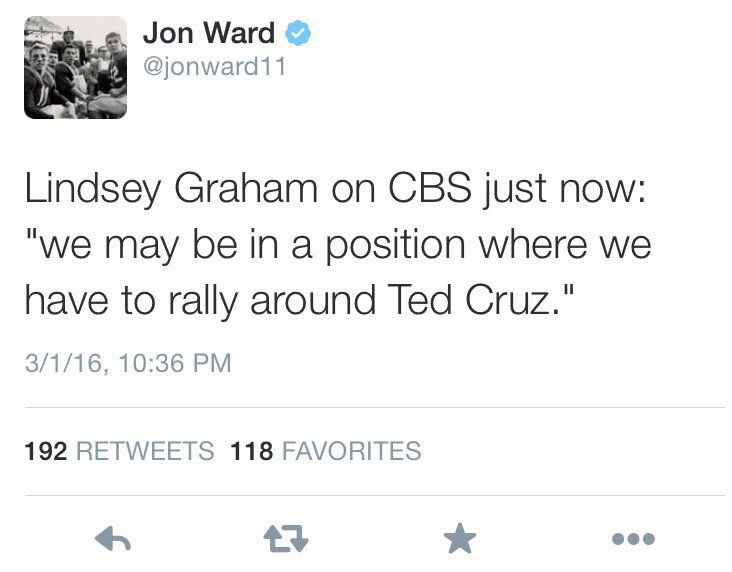 Jon Ward
@jonward11
Lindsey Graham on CBS just now:
"we may be in a position where we
have to rally around Ted Cruz."
3/1/16, 10:36 PM
192 RETWEETS 118 FAVORITES